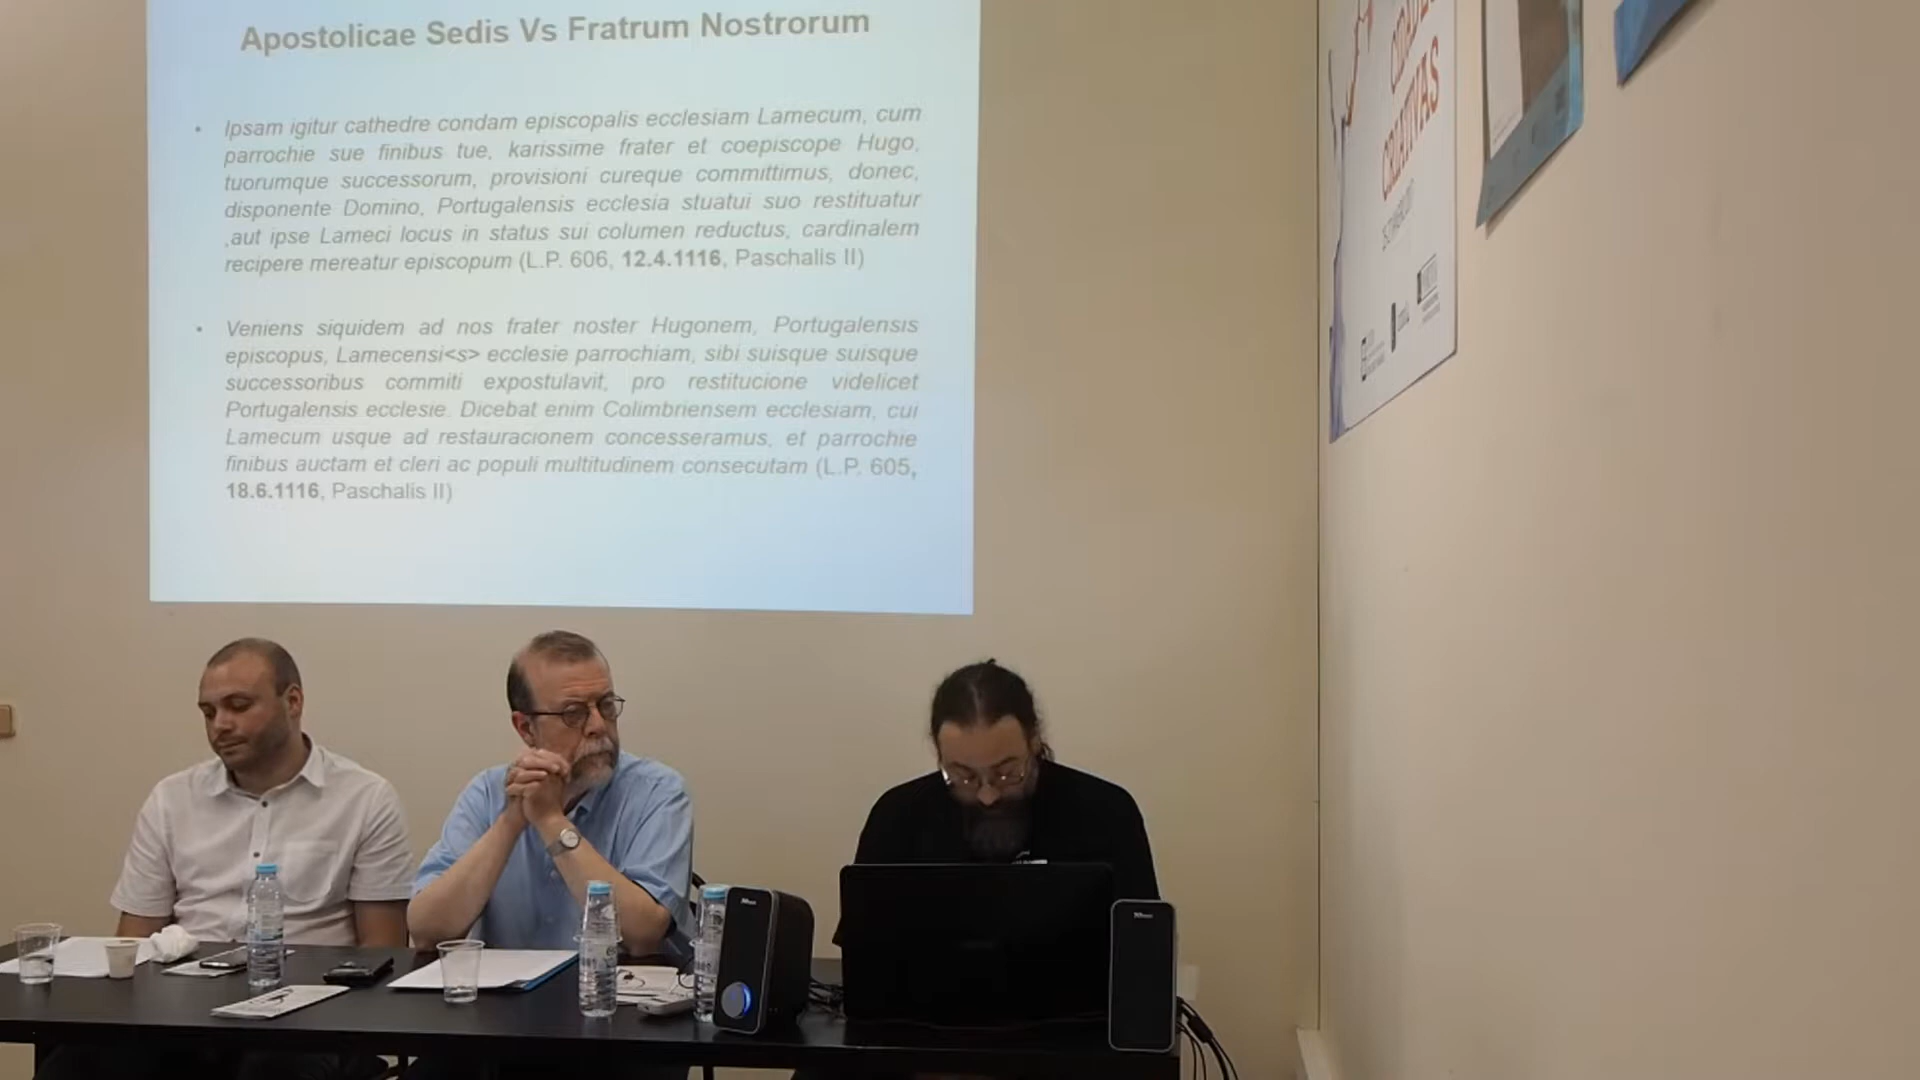 Apostolicae Sedis Vs Fratrum Nostrorum
• Ipsam igitur cathedre condam episcopalis ecclesiam Lamecum, cum
parrochie sue finibus tue, karissime frater et coepiscope Hugo,
tuorumque successorum, provisioni cureque committimus, donec,
disponente Domino, Portugalensis ecclesia stuatui suo restituatur
,aut ipse Lameci locus in status sui columen reductus, cardinalem
recipere mereatur episcopum (L.P. 606, 12.4.1116, Paschalis II)
• Veniens siquidem ad nos frater noster Hugonem, Portugalensis
episcopus, Lamecensi<s> ecclesie parrochiam, sibi suisque suisque
successoribus commiti expostulavit, pro restitucione videlicet
Portugalensis ecclesie. Dicebat enim Colimbriensem ecclesiam, cui
Lamecum usque ad restauracionem concesseramus, et parrochie
finibus auctam et cleri ac populi multitudinem consecutam (L.P. 605,
18.6.1116, Paschalis II)
CRIATIVAS
Trust
Trust